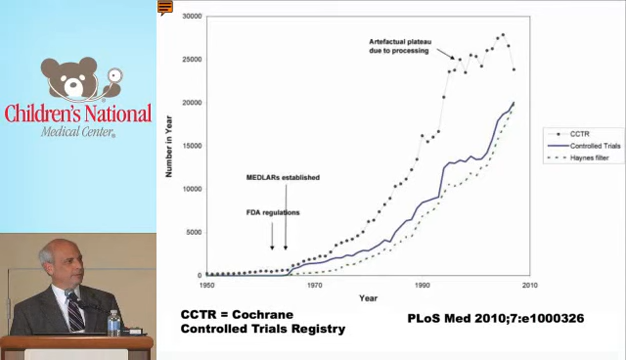 Children's National
Medical Center.®
30000
25000
20000
15000
10000
5000
0
Number in Year
Artefactual plateau
due to processing
MEDLARs established
FDA regulations
CCTR
Controlled Trials
Haynes filter
1950
1970
1990
2010
Year
CCTR = Cochrane
Controlled Trials Registry
PLoS Med 2010;7:e1000326